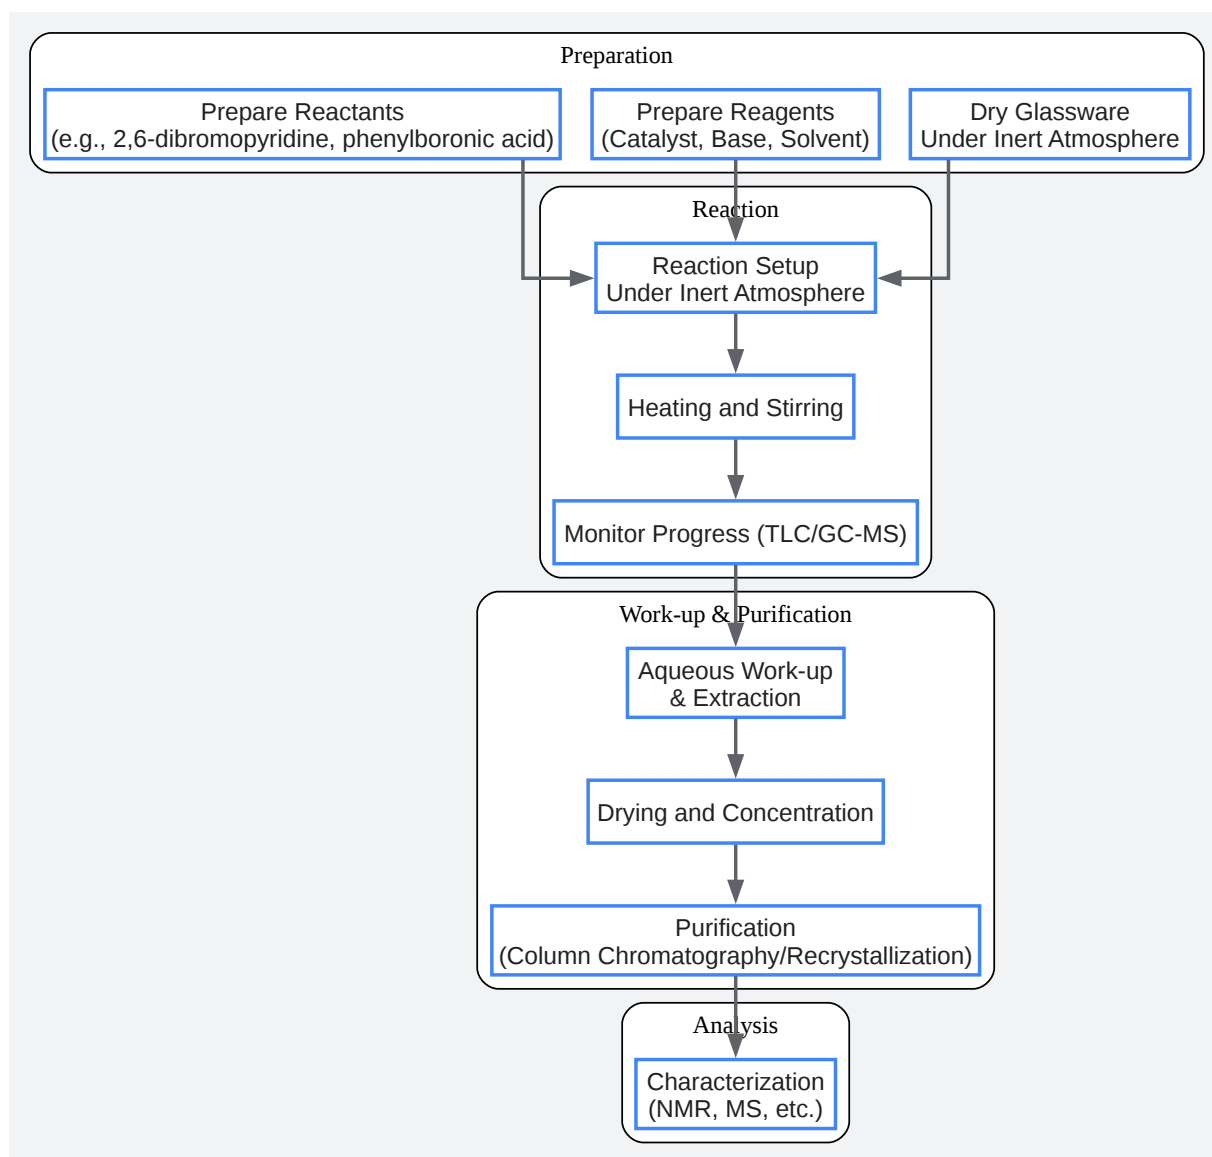 Preparation
Prepare Reactants
(e.g., 2,6-dibromopyridine, phenylboronic acid)
Prepare Reagents
(Catalyst, Base, Solvent)
Dry Glassware
Under Inert Atmosphere
Reaction
Reaction Setup
Under Inert Atmosphere
Heating and Stirring
Monitor Progress (TLC/GC-MS)
Work-up & Purification
Aqueous Work-up
& Extraction
Drying and Concentration
Purification
(Column Chromatography/Recrystallization)
Analysis
Characterization
(NMR, MS, etc.)